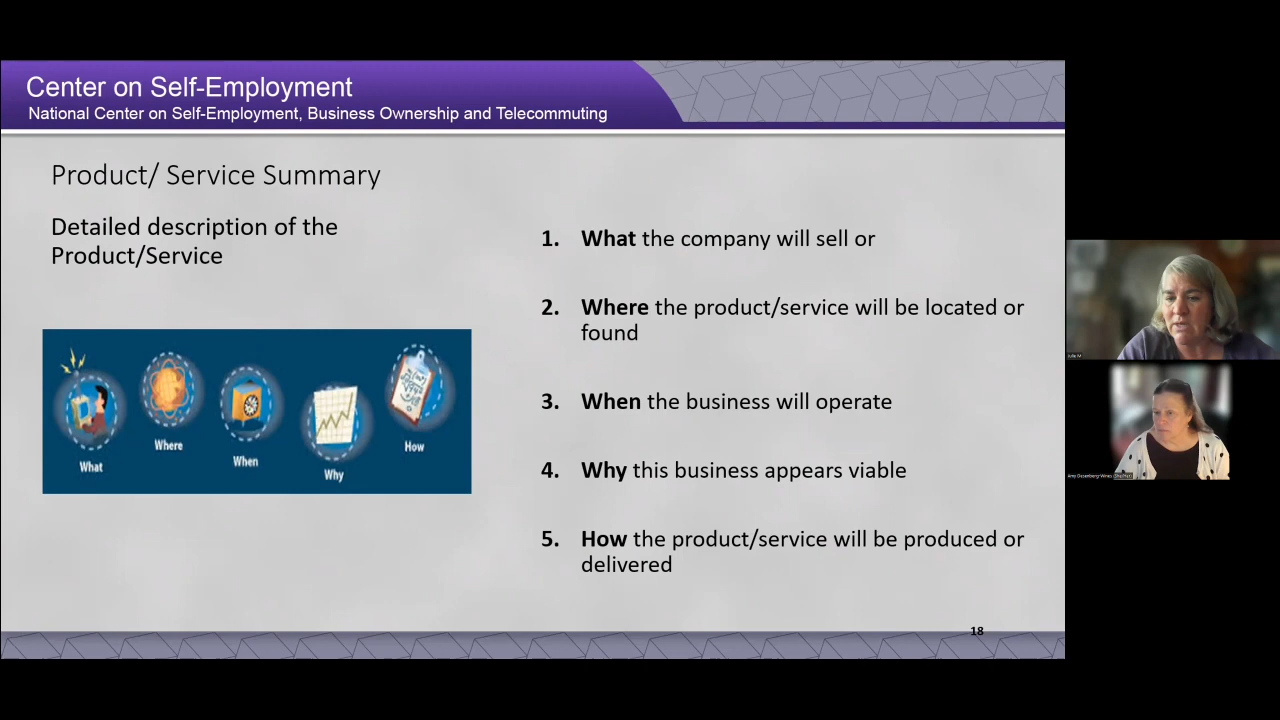 Center on Self-Employment
National Center on Self-Employment, Business Ownership and Telecommuting
Product/ Service Summary
Detailed description of the
Product/Service
What
Where
When
Why
How
1. What the company will sell or
2. Where the product/service will be located or
found
3. When the business will operate
4. Why this business appears viable
5. How the product/service will be produced or
delivered
18
Julie M